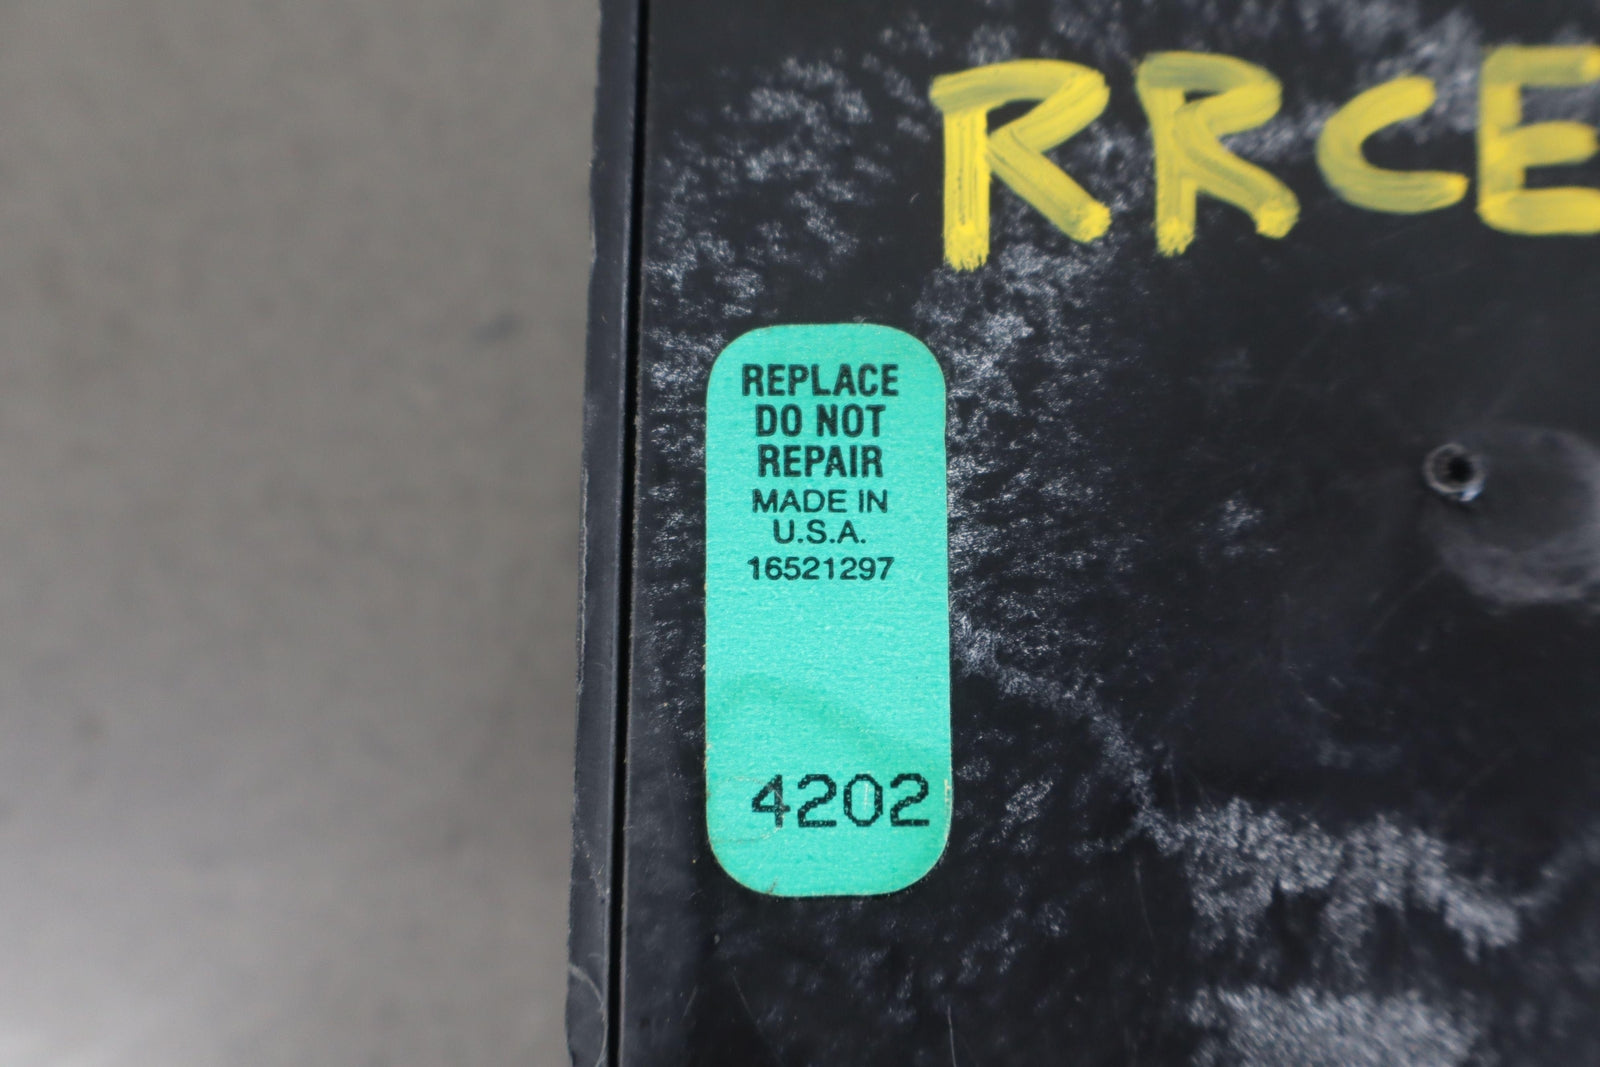 RRCE
REPLACE
DO NOT
REPAIR
MADE IN
U.S.A.
16521297
4202